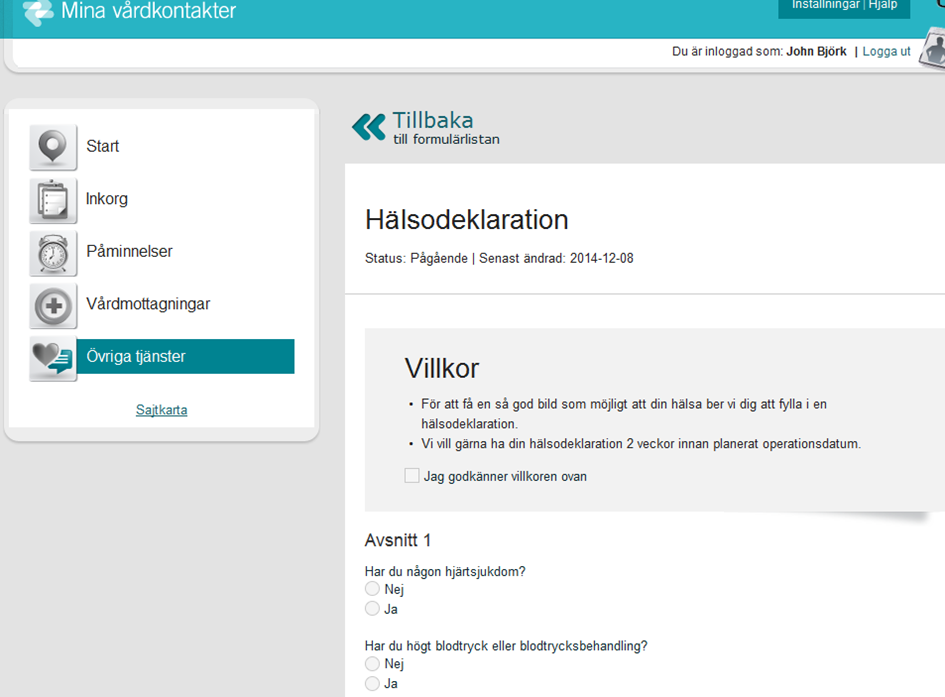 Mina vårdkontakter
Inställningar | Hjälp
Du är inloggad som: John Björk | Logga ut
Start
Inkorg
Påminnelser
Vårdmottagningar
Övriga tjänster
Sajtkarta
Tillbaka
till formulärlistan
Hälsodeklaration
Status: Pågående | Senast ändrad: 2014-12-08
Villkor
• För att få en så god bild som möjligt att din hälsa ber vi dig att fylla i en
hälsodeklaration.
• Vi vill gärna ha din hälsodeklaration 2 veckor innan planerat operationsdatum.
Jag godkänner villkoren ovan
Avsnitt 1
Har du någon hjärtsjukdom?
Nej
Ja
Har du högt blodtryck eller blodtrycksbehandling?
Nej
Ja